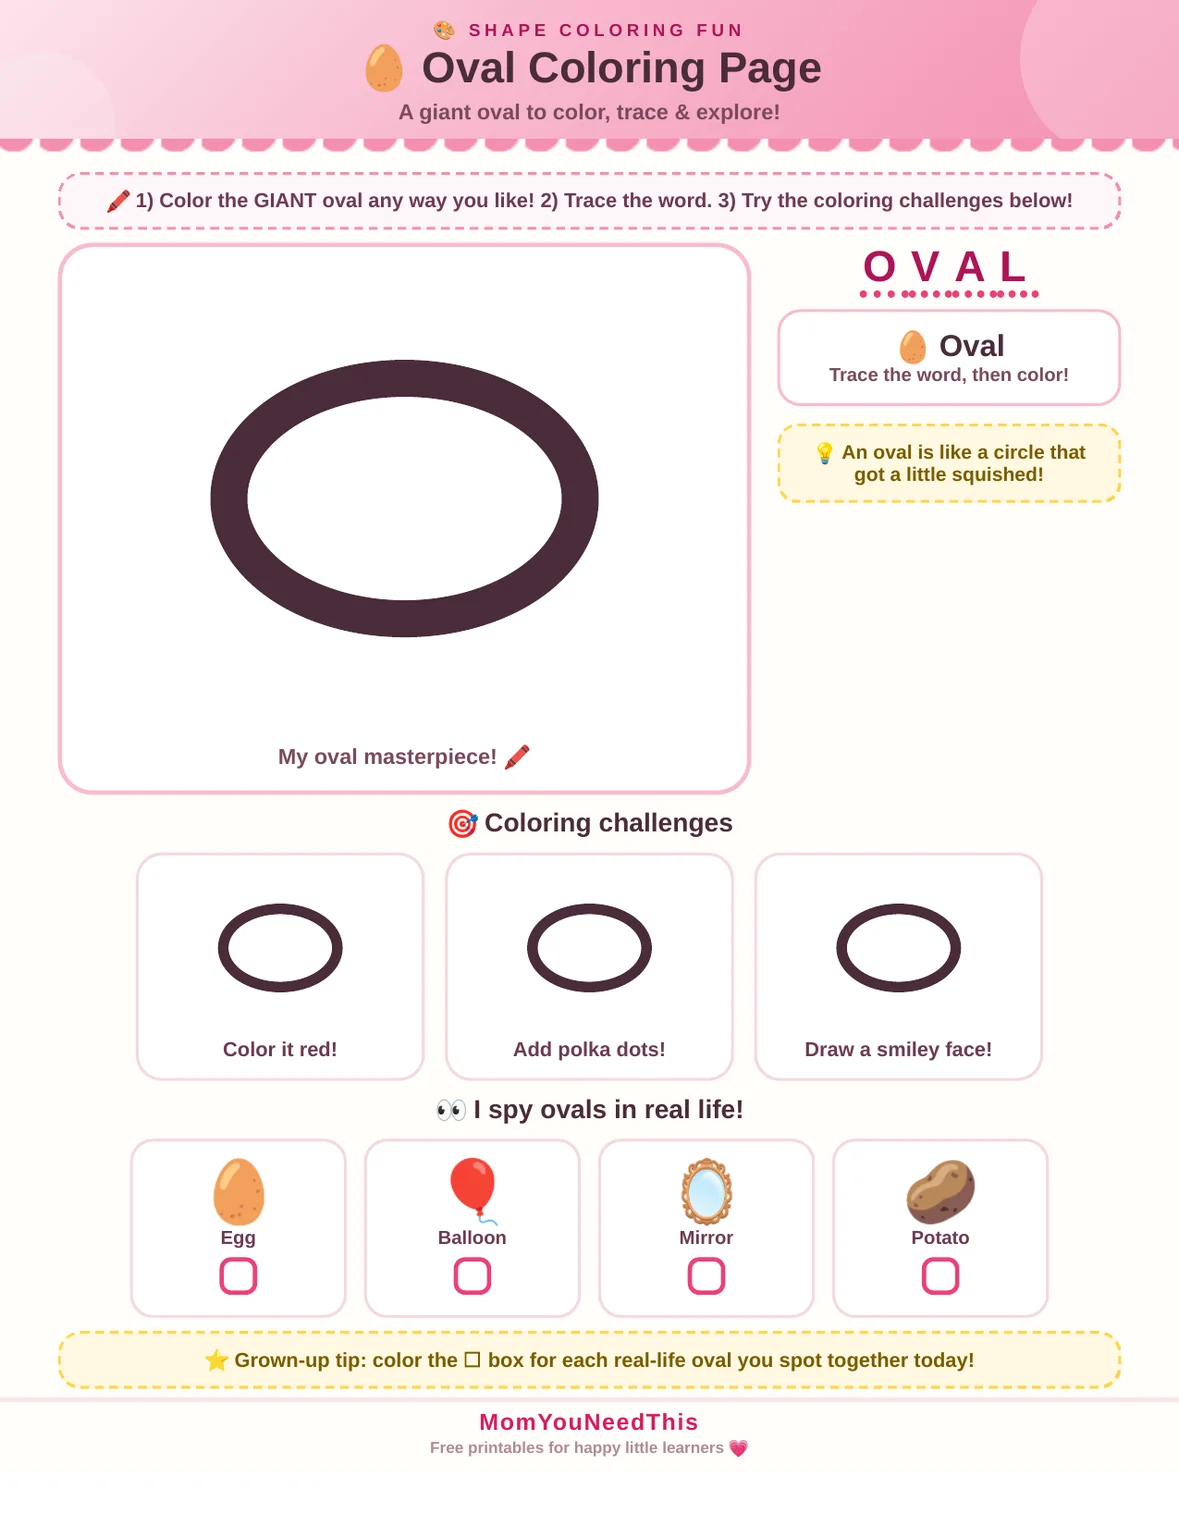 🎨 SHAPE COLORING FUN
🥚 Oval Coloring Page
A giant oval to color, trace & explore!
🖍️ 1) Color the GIANT oval any way you like! 2) Trace the word. 3) Try the coloring challenges below!
OVAL
🥚 Oval
Trace the word, then color!
💡 An oval is like a circle that
got a little squished!
My oval masterpiece! 🖍️
🎯 Coloring challenges
Color it red!
Add polka dots!
Draw a smiley face!
👀 I spy ovals in real life!
Egg
Balloon
Mirror
Potato
⭐ Grown-up tip: color the ☐ box for each real-life oval you spot together today!
MomYouNeedThis
Free printables for happy little learners 💗